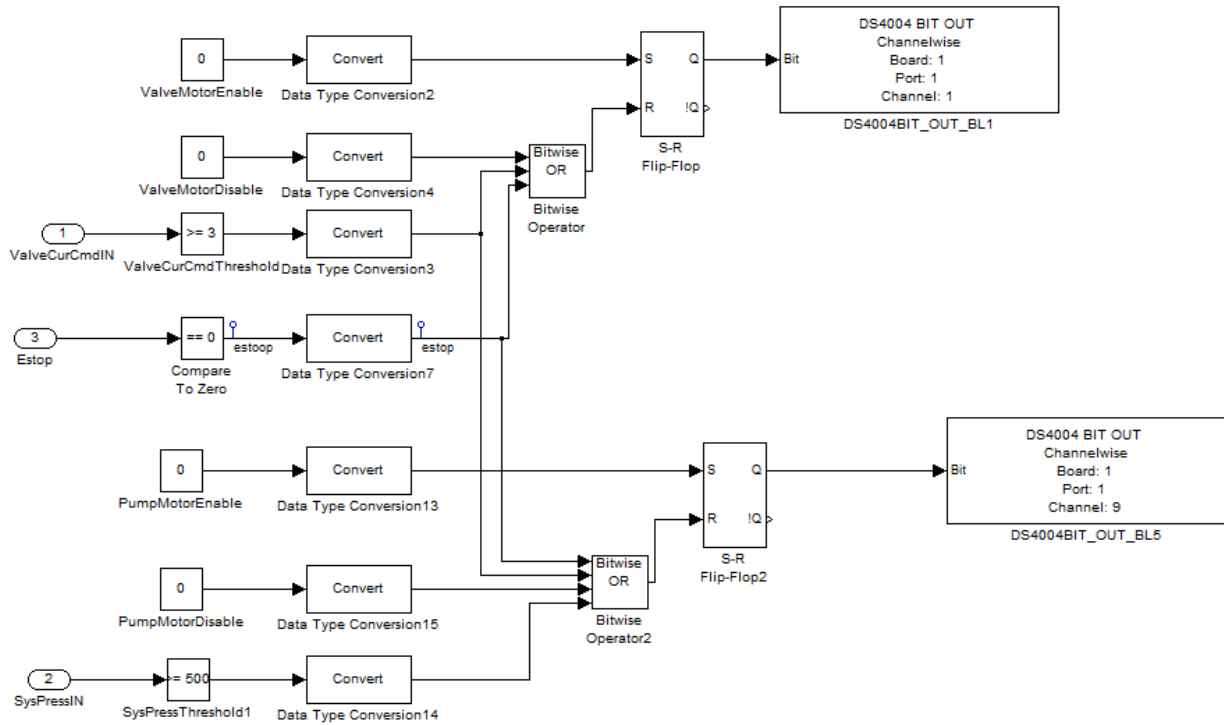 DS4004 BIT OUT
Channelwise
Board: 1
Port: 1
Channel: 1
Bit
DS4004BIT_OUT_BL1
0
ValveMotorEnable
Convert
Data Type Conversion2
S
Q
R
!Q
S-R
Flip-Flop
0
ValveMotorDisable
Convert
Data Type Conversion4
Bitwise
OR
Bitwise
Operator
1
ValveCurCmdIN
>= 3
ValveCurCmdThreshold
Convert
Data Type Conversion3
3
Estop
== 0
Compare
To Zero
estoop
Convert
Data Type Conversion7
estop
0
PumpMotorEnable
Convert
Data Type Conversion13
S
Q
R
!Q
S-R
Flip-Flop2
DS4004 BIT OUT
Channelwise
Board: 1
Port: 1
Channel: 9
Bit
DS4004BIT_OUT_BL5
0
PumpMotorDisable
Convert
Data Type Conversion15
Bitwise
OR
Bitwise
Operator2
2
SysPressIN
>= 500
SysPressThreshold1
Convert
Data Type Conversion14